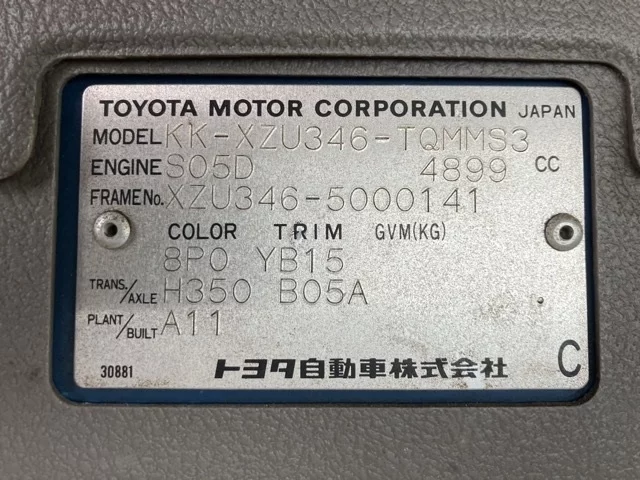 TOYOTA MOTOR CORPORATION JAPAN
MODEL KK-XZU346-TQMMS3
ENGINE S05D 4899 CC
FRAME No. XZU346-5000141
COLOR TRIM GVM(KG)
8P0 YB15
TRANS./AXLE H350 B05A
PLANT/BUILT A11
30881 トヨタ自動車株式会社 C